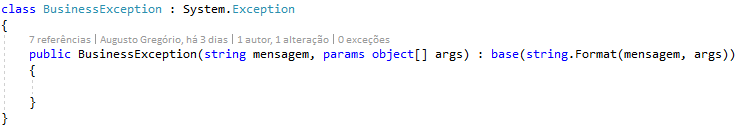 class BusinessException : System.Exception
{
7 referências | Augusto Gregório, há 3 dias | 1 autor, 1 alteração | 0 exceções
public BusinessException(string mensagem, params object[] args) : base(string.Format(mensagem, args))
{
}
}